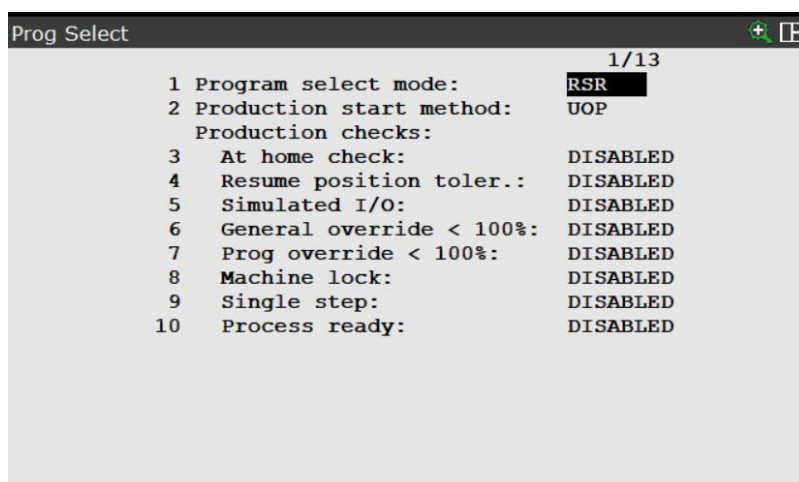 Prog Select
1/13
1 Program select mode: RSR
2 Production start method: UOP
Production checks:
3 At home check: DISABLED
4 Resume position toler.: DISABLED
5 Simulated I/O: DISABLED
6 General override < 100%: DISABLED
7 Prog override < 100%: DISABLED
8 Machine lock: DISABLED
9 Single step: DISABLED
10 Process ready: DISABLED